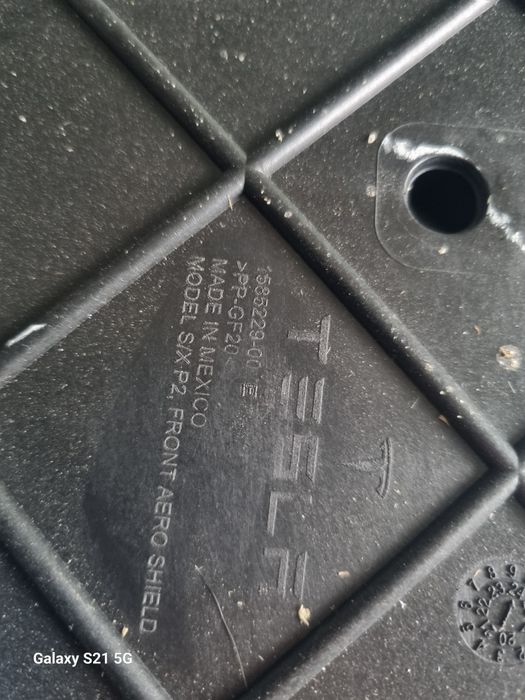 TESLA
1585229-00 E
>PP-GF20<
MADE IN MEXICO
MODEL S/X P2, FRONT AERO SHIELD
Galaxy S21 5G